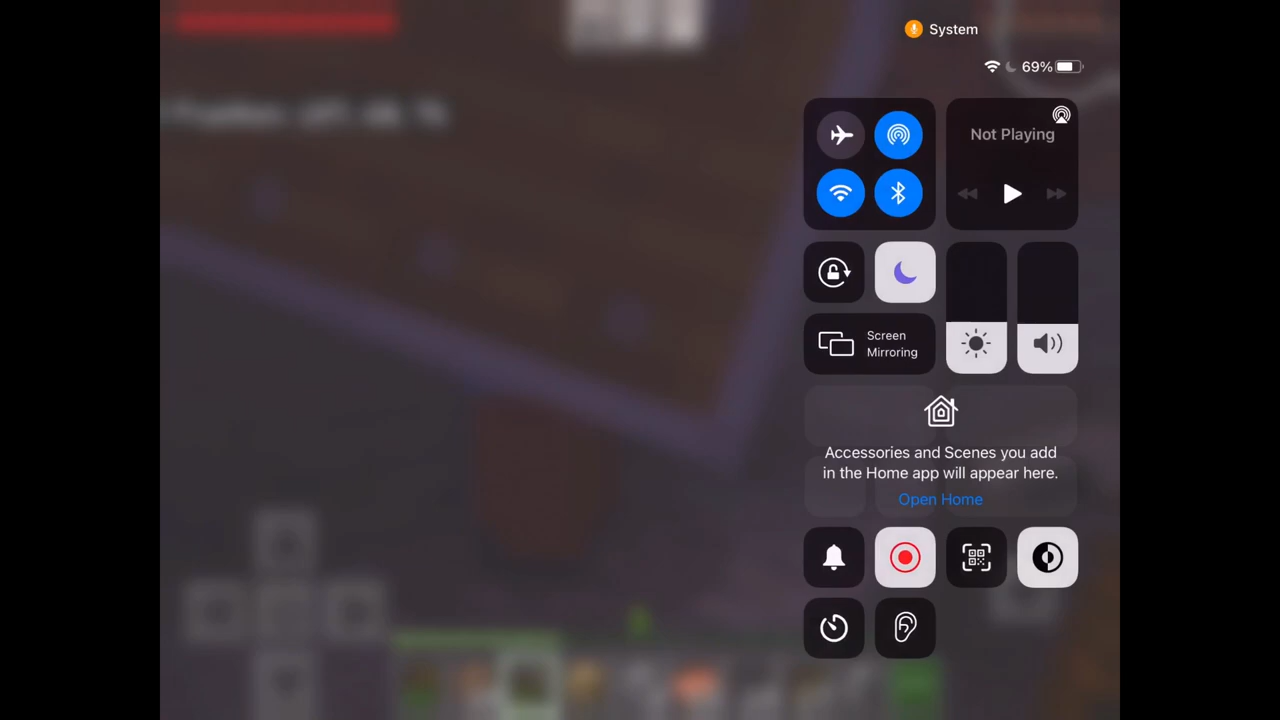 System
69%
Not Playing
Screen
Mirroring
Accessories and Scenes you add
in the Home app will appear here.
Open Home